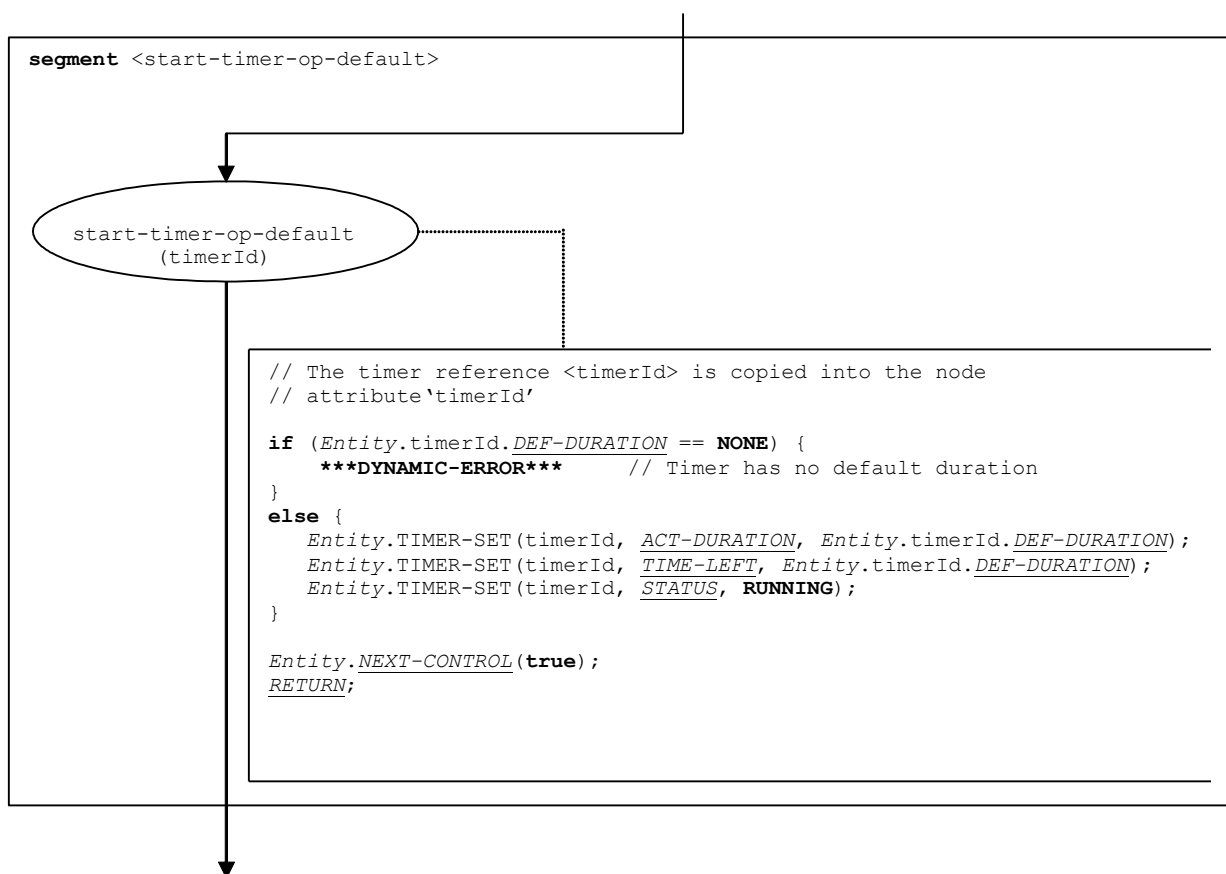 segment <start-timer-op-default>
start-timer-op-default
(timerId)
// The timer reference <timerId> is copied into the node
// attribute‘timerId’
if (Entity.timerId.DEF-DURATION == NONE) {
***DYNAMIC-ERROR*** // Timer has no default duration
}
else {
Entity.TIMER-SET(timerId, ACT-DURATION, Entity.timerId.DEF-DURATION);
Entity.TIMER-SET(timerId, TIME-LEFT, Entity.timerId.DEF-DURATION);
Entity.TIMER-SET(timerId, STATUS, RUNNING);
}
Entity.NEXT-CONTROL(true);
RETURN;